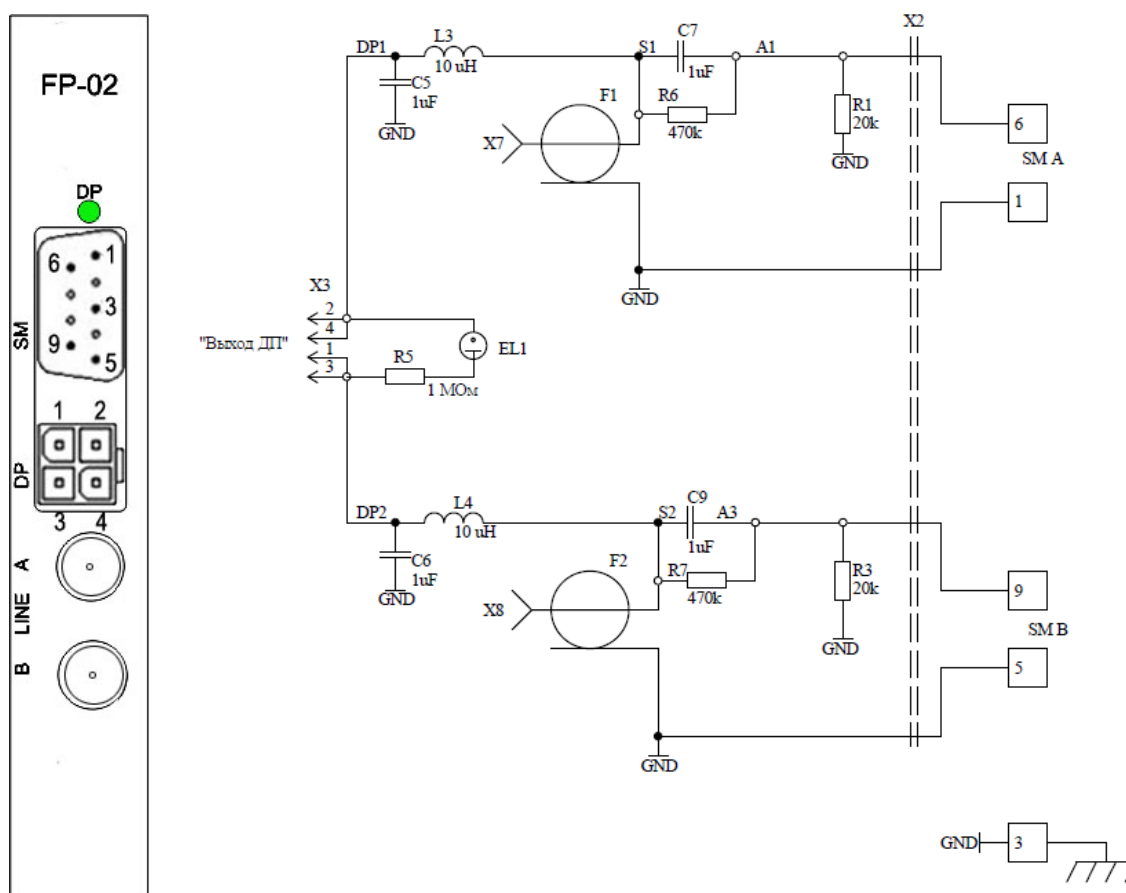 FP-02
DP
6
1
3
9
5
SM
1 2
DP
3 4
A
LINE
B
DP1
L3
10 uH
C5
1uF
GND
S1
C7
1uF
A1
X2
F1
R6
470k
X7
R1
20k
GND
6
SM A
1
GND
X3
2
4
"Выход ДП"
1
3
R5
1 МОм
EL1
DP2
L4
10 uH
C6
1uF
GND
S2
C9
1uF
A3
F2
R7
470k
X8
R3
20k
GND
9
SM B
5
GND
GND
3